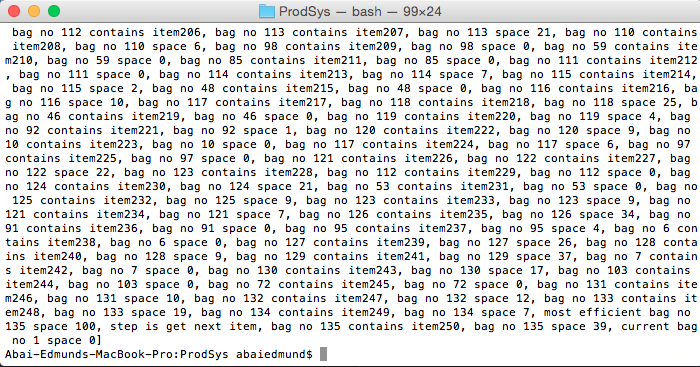 ProdSys — bash — 99×24
 bag no 112 contains item206, bag no 113 contains item207, bag no 113 space 21, bag no 110 contains
 item208, bag no 110 space 6, bag no 98 contains item209, bag no 98 space 0, bag no 59 contains ite
m210, bag no 59 space 0, bag no 85 contains item211, bag no 85 space 0, bag no 111 contains item212
, bag no 111 space 0, bag no 114 contains item213, bag no 114 space 7, bag no 115 contains item214,
 bag no 115 space 2, bag no 48 contains item215, bag no 48 space 0, bag no 116 contains item216, ba
g no 116 space 10, bag no 117 contains item217, bag no 118 contains item218, bag no 118 space 25, b
ag no 46 contains item219, bag no 46 space 0, bag no 119 contains item220, bag no 119 space 4, bag 
no 92 contains item221, bag no 92 space 1, bag no 120 contains item222, bag no 120 space 9, bag no 
10 contains item223, bag no 10 space 0, bag no 117 contains item224, bag no 117 space 6, bag no 97 
contains item225, bag no 97 space 0, bag no 121 contains item226, bag no 122 contains item227, bag 
no 122 space 22, bag no 123 contains item228, bag no 112 contains item229, bag no 112 space 0, bag 
no 124 contains item230, bag no 124 space 21, bag no 53 contains item231, bag no 53 space 0, bag no
 125 contains item232, bag no 125 space 9, bag no 123 contains item233, bag no 123 space 9, bag no 
121 contains item234, bag no 121 space 7, bag no 126 contains item235, bag no 126 space 34, bag no 
91 contains item236, bag no 91 space 0, bag no 95 contains item237, bag no 95 space 4, bag no 6 con
tains item238, bag no 6 space 0, bag no 127 contains item239, bag no 127 space 26, bag no 128 conta
ins item240, bag no 128 space 9, bag no 129 contains item241, bag no 129 space 37, bag no 7 contain
s item242, bag no 7 space 0, bag no 130 contains item243, bag no 130 space 17, bag no 103 contains 
item244, bag no 103 space 0, bag no 72 contains item245, bag no 72 space 0, bag no 131 contains ite
m246, bag no 131 space 10, bag no 132 contains item247, bag no 132 space 12, bag no 133 contains it
em248, bag no 133 space 19, bag no 134 contains item249, bag no 134 space 7, most efficient bag no 
135 space 100, step is get next item, bag no 135 contains item250, bag no 135 space 39, current bag
 no 1 space 0]
Abai-Edmunds-MacBook-Pro:ProdSys abaiedmund$